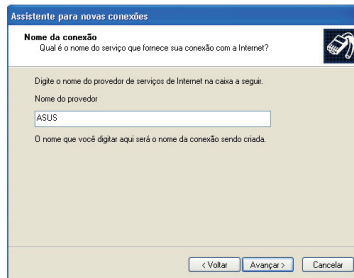 Assistente para novas conexões
Nome da conexão
Qual é o nome do serviço que fornece sua conexão com a Internet?
Digite o nome do provedor de serviços de Internet na caixa a seguir.
Nome do provedor
ASUS
O nome que você digitar aqui será o nome da conexão sendo criada.
< Voltar Avançar > Cancelar